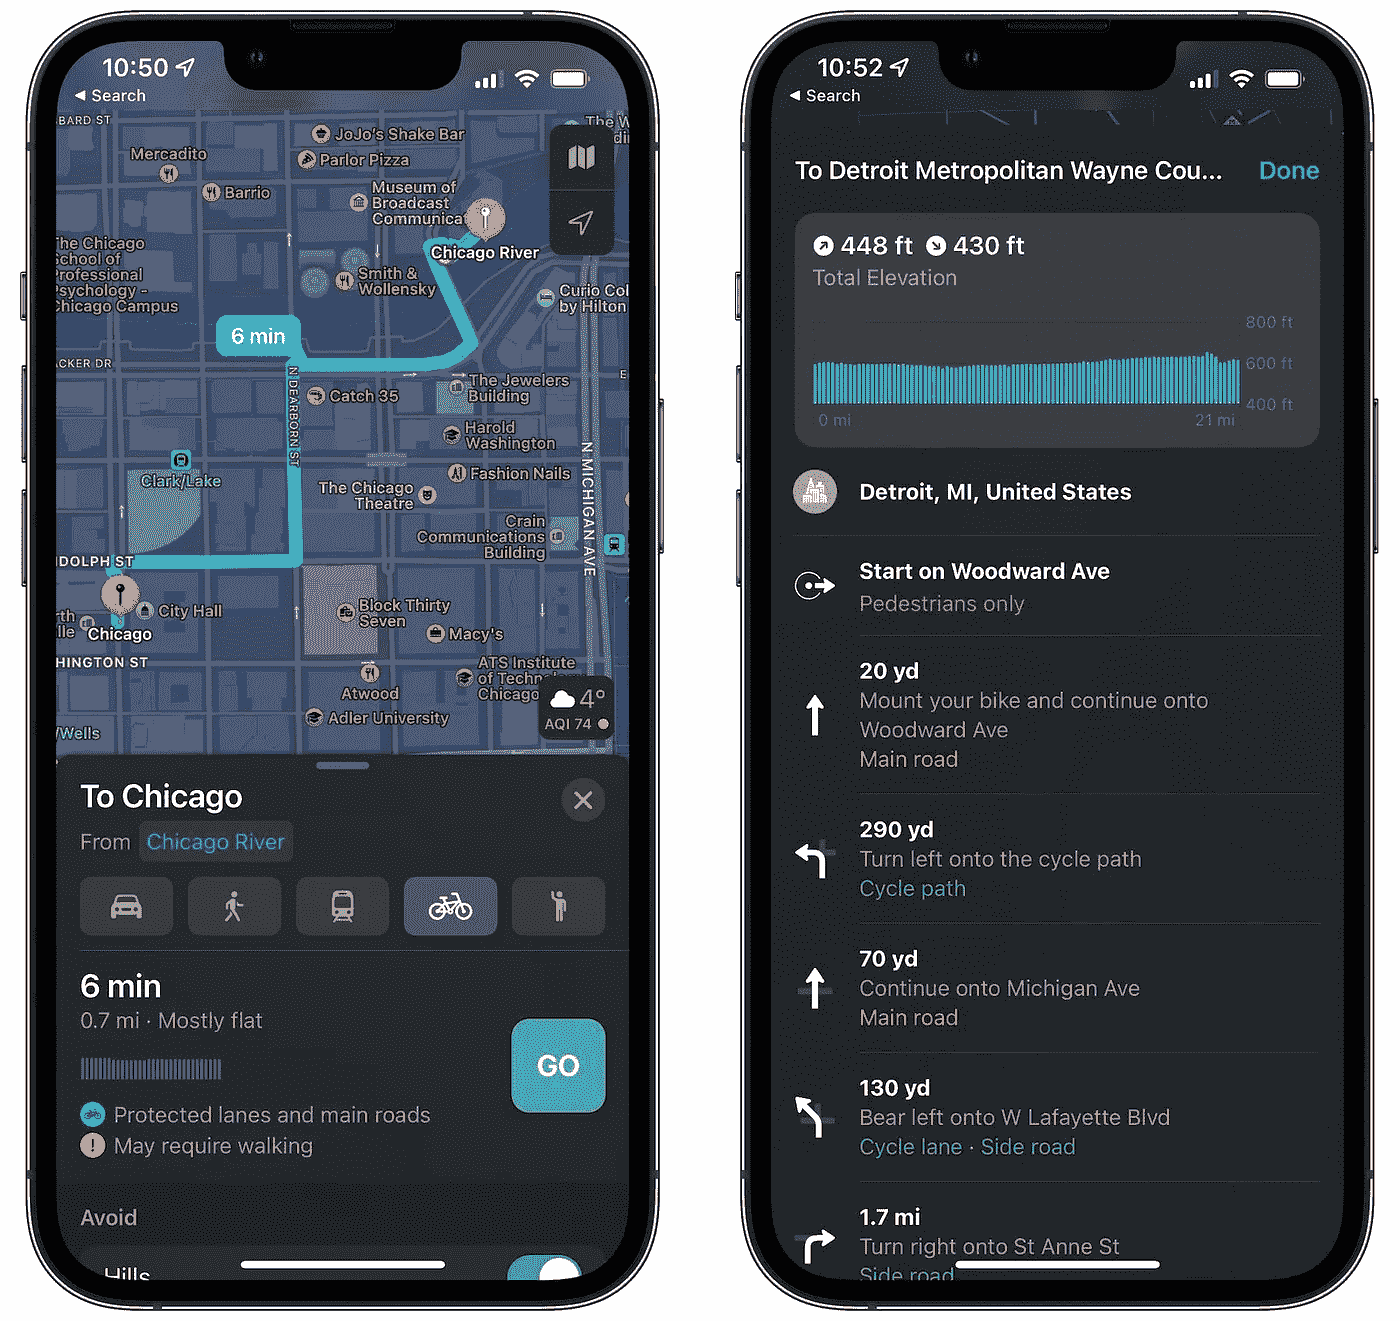 10:50
◀ Search
BARD ST
JoJo's Shake Bar
The W
Mercadito
Parlor Pizza
Barrio
Museum of
Broadcast
Communicat
Chicago River
The Chicago
School of
Professional
Psychology -
Chicago Campus
Smith &
Wollensky
Curio Col
by Hilton
6 min
ACKER DR
N DEARBORN ST
Catch 35
The Jewelers
Building
Harold
Washington
N MICHIGAN AVE
Fashion Nails
Clark/Lake
The Chicago
Theatre
Crain
Communications
Building
NDOLPH ST
City Hall
Chicago
Block Thirty
Seven
Macy's
HINGTON ST
ATS Institute
of Techn
Chicago
Atwood
Adler University
/Wells
4°
AQI 74
To Chicago
From Chicago River
6 min
0.7 mi · Mostly flat
GO
Protected lanes and main roads
May require walking
Avoid
Hills
10:52
◀ Search
To Detroit Metropolitan Wayne Cou...
Done
448 ft 430 ft
Total Elevation
800 ft
600 ft
400 ft
0 mi
21 mi
Detroit, MI, United States
Start on Woodward Ave
Pedestrians only
20 yd
Mount your bike and continue onto
Woodward Ave
Main road
290 yd
Turn left onto the cycle path
Cycle path
70 yd
Continue onto Michigan Ave
Main road
130 yd
Bear left onto W Lafayette Blvd
Cycle lane · Side road
1.7 mi
Turn right onto St Anne St
Side road